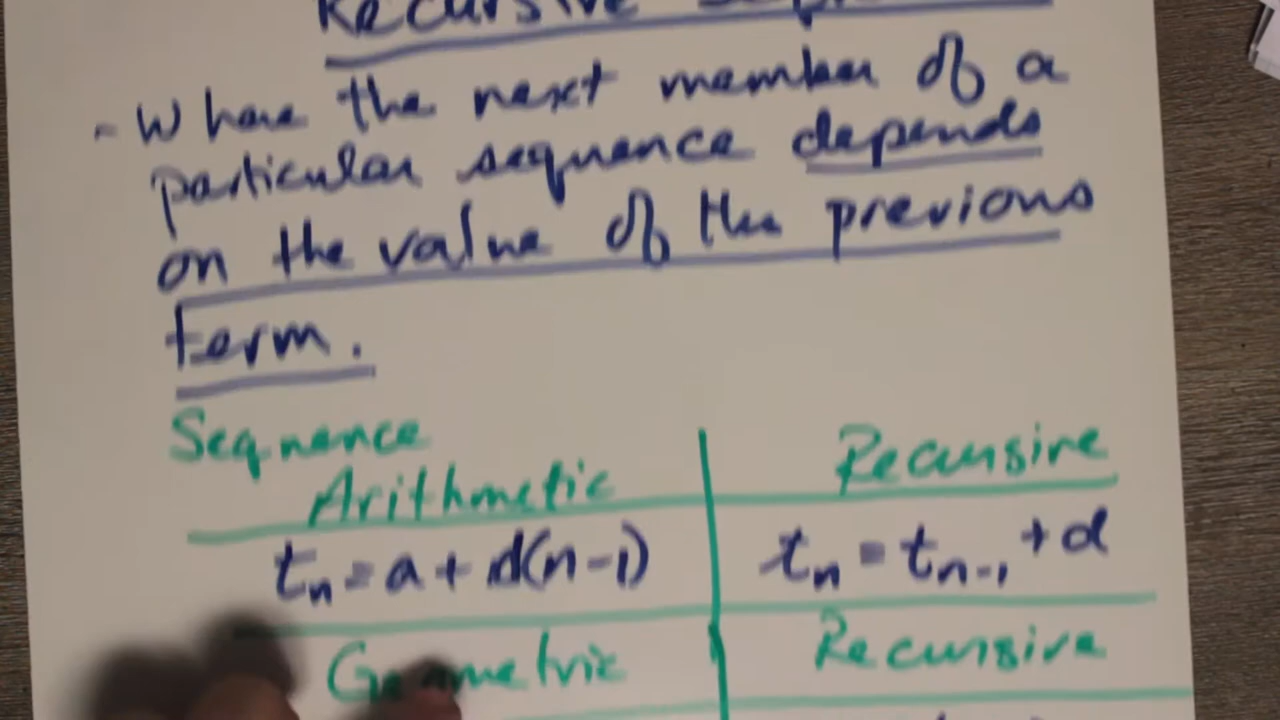 Recursive
- Where the next member of a
particular sequence depends
on the value of the previous
term.
Sequence
Arithmetic
Recursive
tₙ = a + d(n-1)
tₙ = tₙ₋₁ + d
Geometric
Recursive